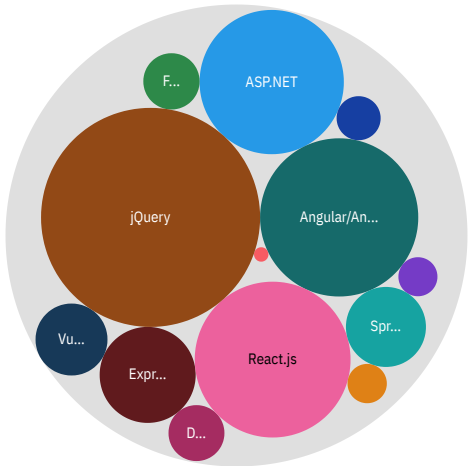 ASP.NET
F...
jQuery
Angular/An...
Spr...
Vu...
React.js
Expr...
D...